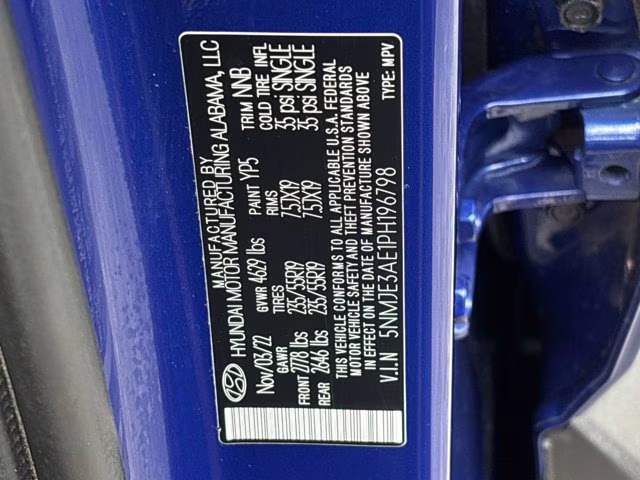 MANUFACTURED BY
HYUNDAI MOTOR MANUFACTURING ALABAMA, LLC
Nov/03/22 GVWR 4629 lbs PAINT YP5 TRIM NNB
GAWR TIRES RIMS COLD TIRE INFL
FRONT 2778 lbs 235/55R19 7.5JX19 35 psi SINGLE
REAR 2646 lbs 235/55R19 7.5JX19 35 psi SINGLE
THIS VEHICLE CONFORMS TO ALL APPLICABLE U.S.A. FEDERAL
MOTOR VEHICLE SAFETY AND THEFT PREVENTION STANDARDS
IN EFFECT ON THE DATE OF MANUFACTURE SHOWN ABOVE
V.I.N 5NMJE3AE1PH196798 TYPE: MPV